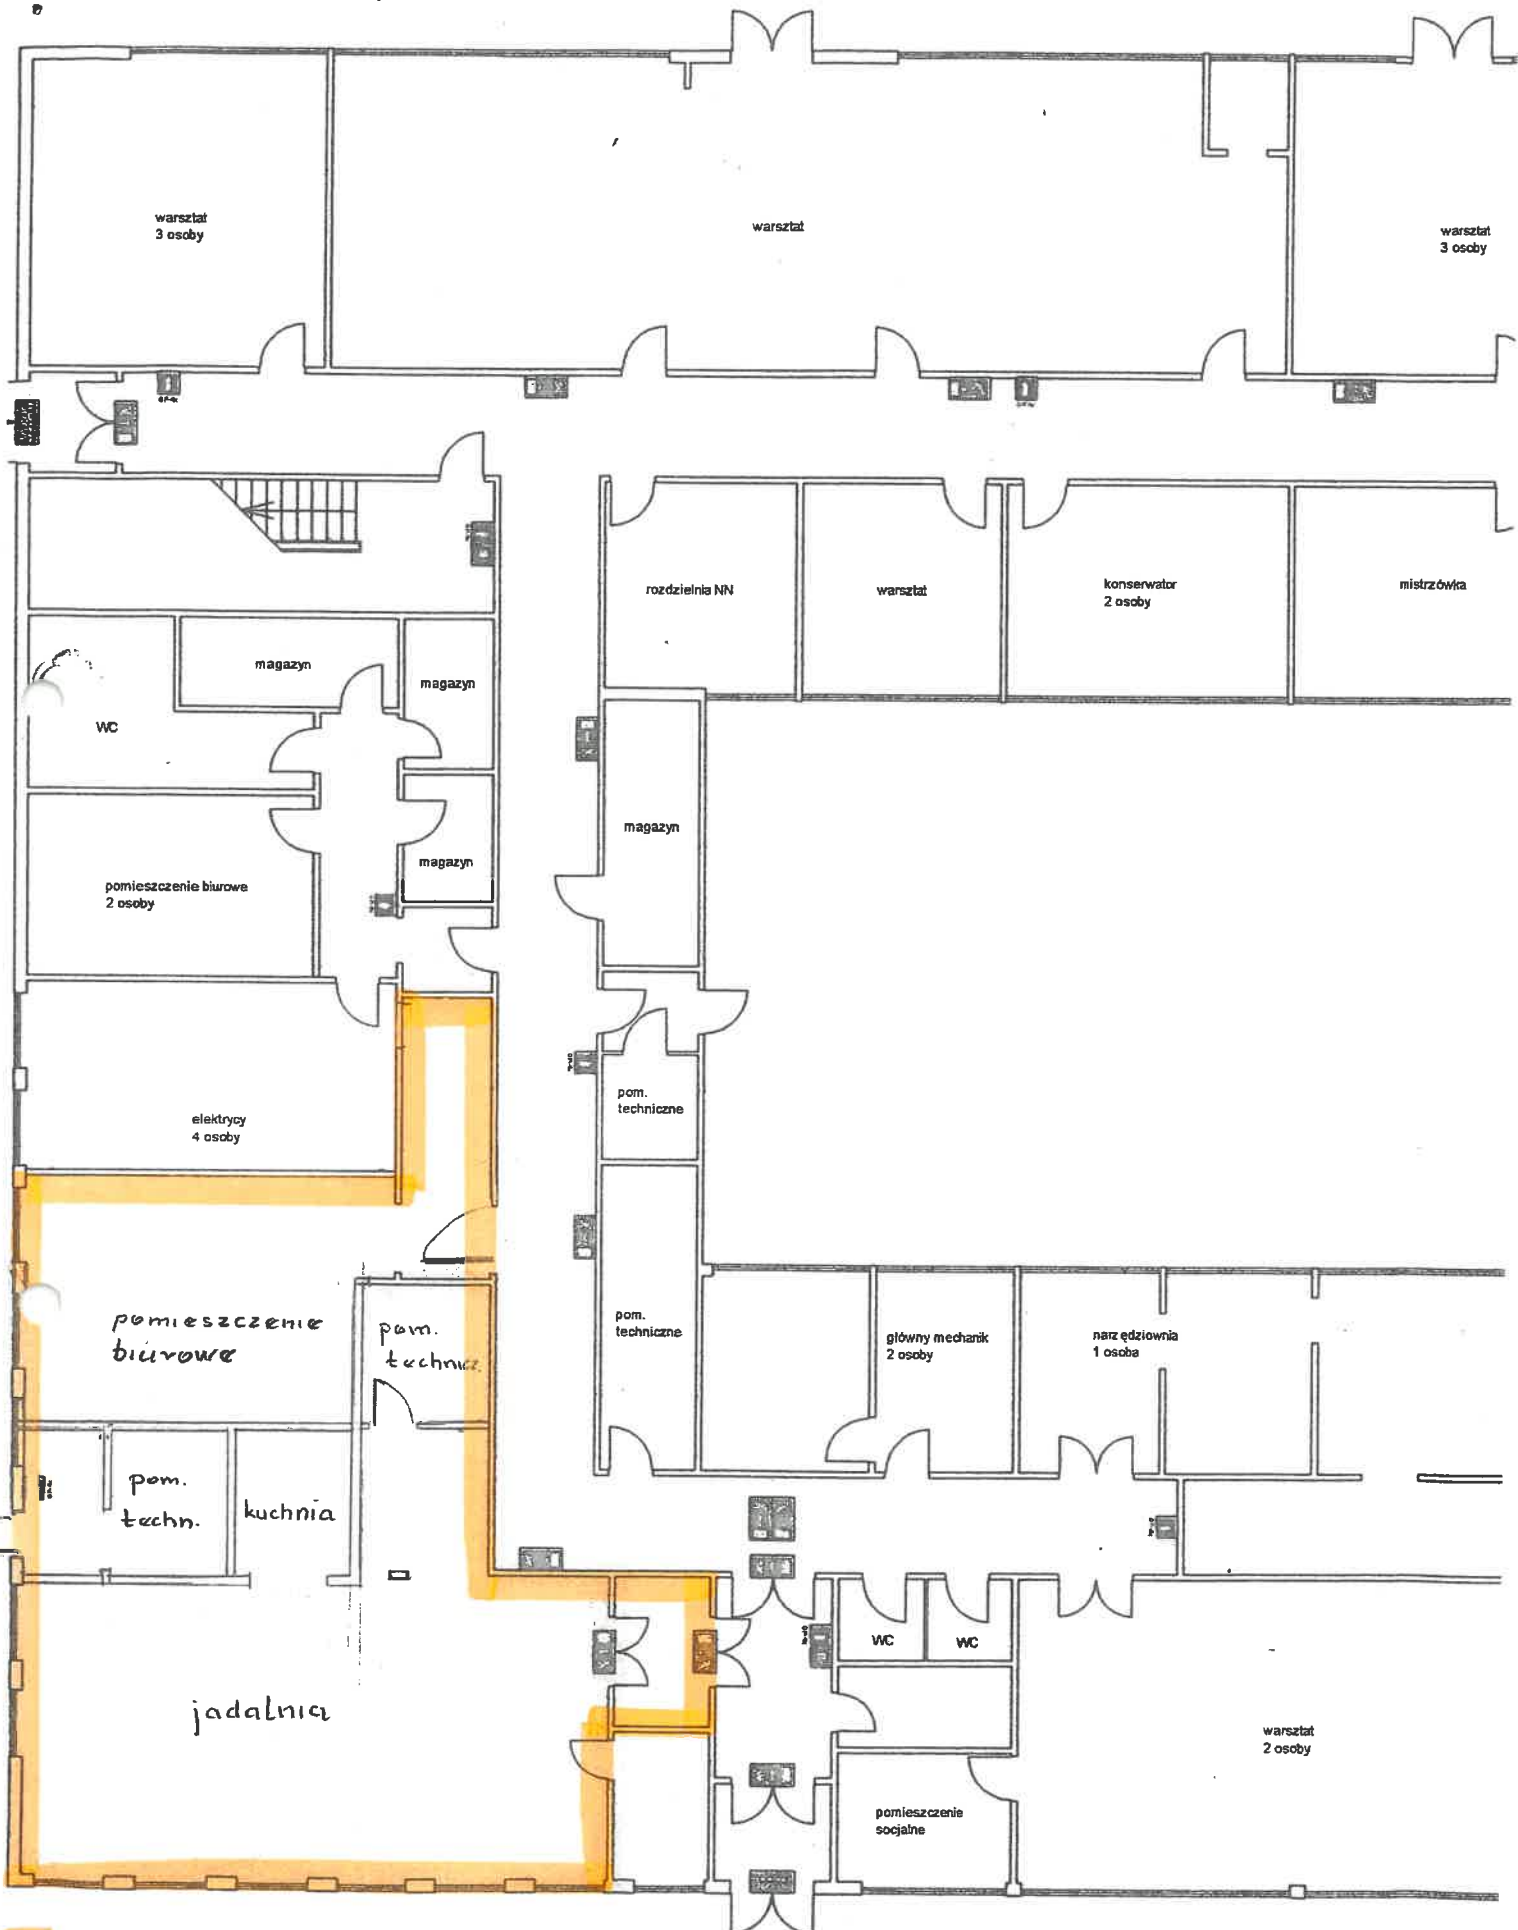 warsztat
3 osoby
warsztat
warsztat
3 osoby
rozdzielnia NN
warsztat
konserwator
2 osoby
mistrzówka
magazyn
magazyn
WC
magazyn
magazyn
pomieszczenie biurowe
2 osoby
elektrycy
4 osoby
pom.
techniczne
pomieszczenie
biurowe
pom.
technicz.
pom.
techniczne
główny mechanik
2 osoby
narzędziownia
1 osoba
pom.
techn.
kuchnia
WC
WC
jadalnia
warsztat
2 osoby
pomieszczenie
socjalne